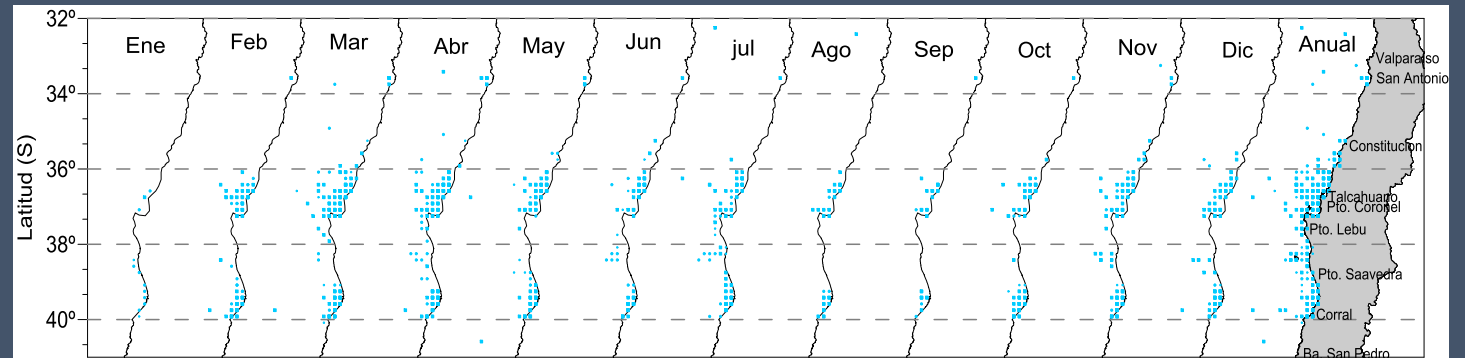 32º
Ene
Feb
Mar
Abr
May
Jun
jul
Ago
Sep
Oct
Nov
Dic
Anual
Valparaiso
San Antonio
34º
Constitucion
36º
Talcahuano
Pto. Coronel
Pto. Lebu
38º
Pto. Saavedra
Corral
40º
Ba. San Pedro
Latitud (S)